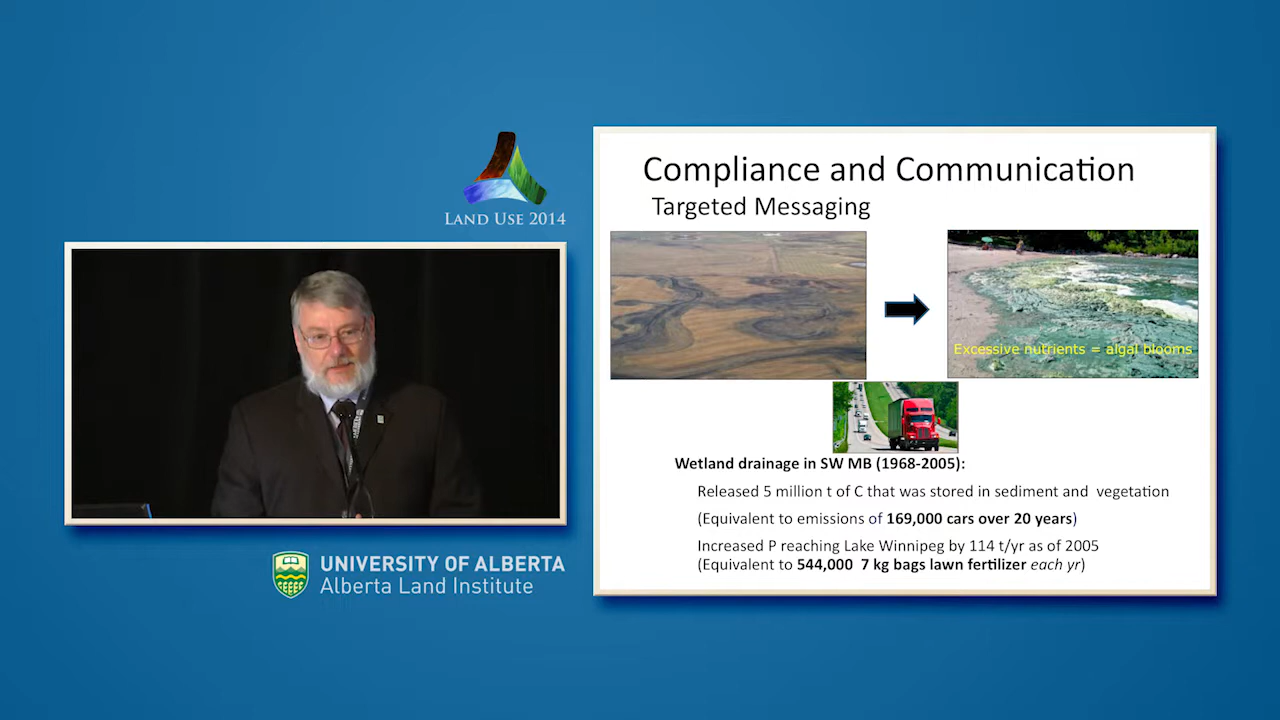 LAND USE 2014
UNIVERSITY OF ALBERTA
Alberta Land Institute
Compliance and Communication
Targeted Messaging
Excessive nutrients = algal blooms
Wetland drainage in SW MB (1968-2005):
Released 5 million t of C that was stored in sediment and vegetation
(Equivalent to emissions of 169,000 cars over 20 years)
Increased P reaching Lake Winnipeg by 114 t/yr as of 2005
(Equivalent to 544,000 7 kg bags lawn fertilizer each yr)